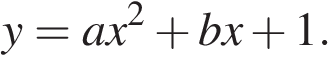 y = ax² + bx + 1.